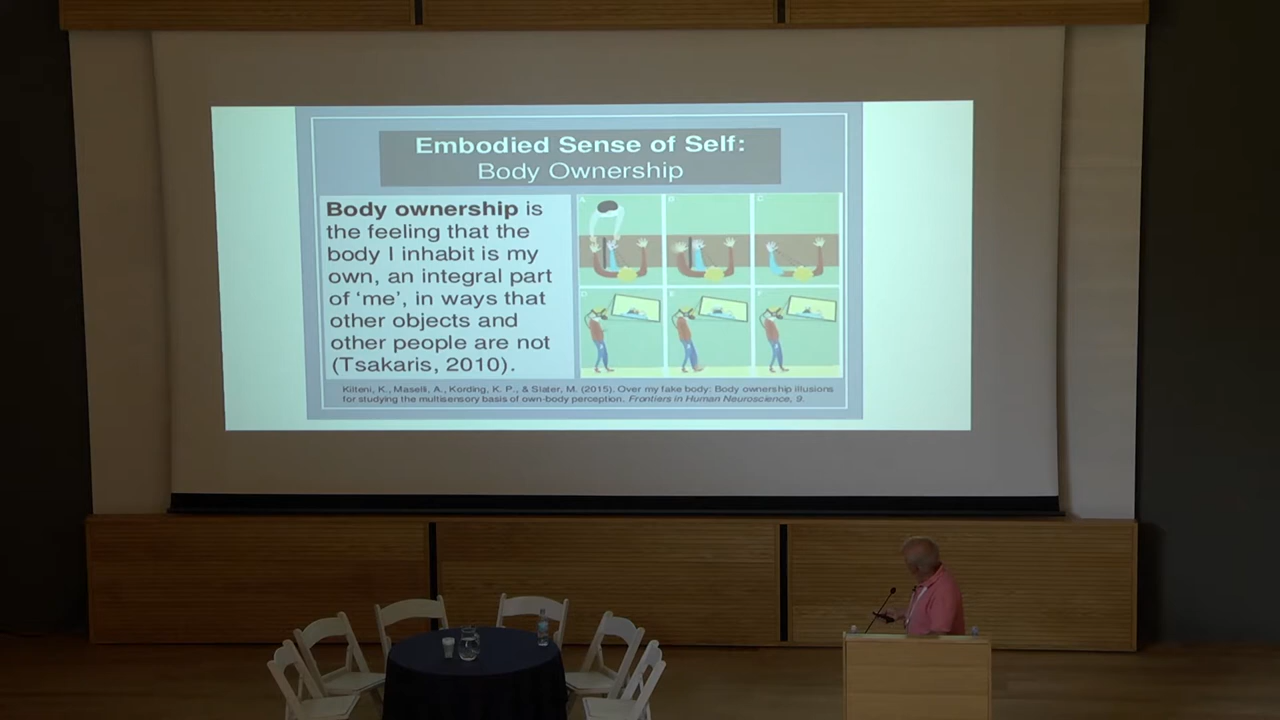 Embodied Sense of Self:
Body Ownership
Body ownership is
the feeling that the
body I inhabit is my
own, an integral part
of ‘me’, in ways that
other objects and
other people are not
(Tsakaris, 2010).
A B C
D E F
Kilteni, K., Maselli, A., Kording, K. P., & Slater, M. (2015). Over my fake body: Body ownership illusions
for studying the multisensory basis of own-body perception. Frontiers in Human Neuroscience, 9.